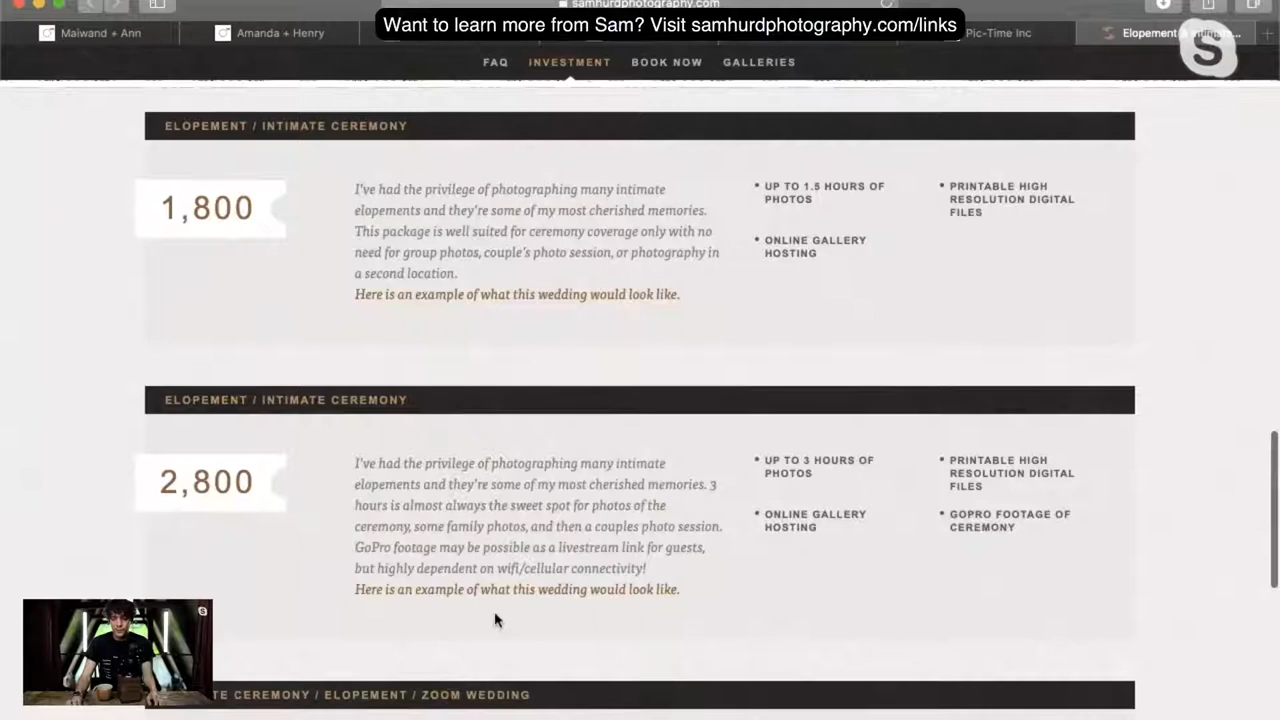 samhurdphotography.com
Want to learn more from Sam? Visit samhurdphotography.com/links
Maiwand + Ann
Amanda + Henry
Pic-Time Inc
FAQ
INVESTMENT
BOOK NOW
GALLERIES
ELOPEMENT / INTIMATE CEREMONY
1,800
I've had the privilege of photographing many intimate
elopements and they're some of my most cherished memories.
This package is well suited for ceremony coverage only with no
need for group photos, couple's photo session, or photography in
a second location.
Here is an example of what this wedding would look like.
• UP TO 1.5 HOURS OF
PHOTOS
• ONLINE GALLERY
HOSTING
• PRINTABLE HIGH
RESOLUTION DIGITAL
FILES
ELOPEMENT / INTIMATE CEREMONY
2,800
I've had the privilege of photographing many intimate
elopements and they're some of my most cherished memories. 3
hours is almost always the sweet spot for photos of the
ceremony, some family photos, and then a couples photo session.
GoPro footage may be possible as a livestream link for guests,
but highly dependent on wifi/cellular connectivity!
Here is an example of what this wedding would look like.
• UP TO 3 HOURS OF
PHOTOS
• ONLINE GALLERY
HOSTING
• PRINTABLE HIGH
RESOLUTION DIGITAL
FILES
• GOPRO FOOTAGE OF
CEREMONY
TE CEREMONY / ELOPEMENT / ZOOM WEDDING